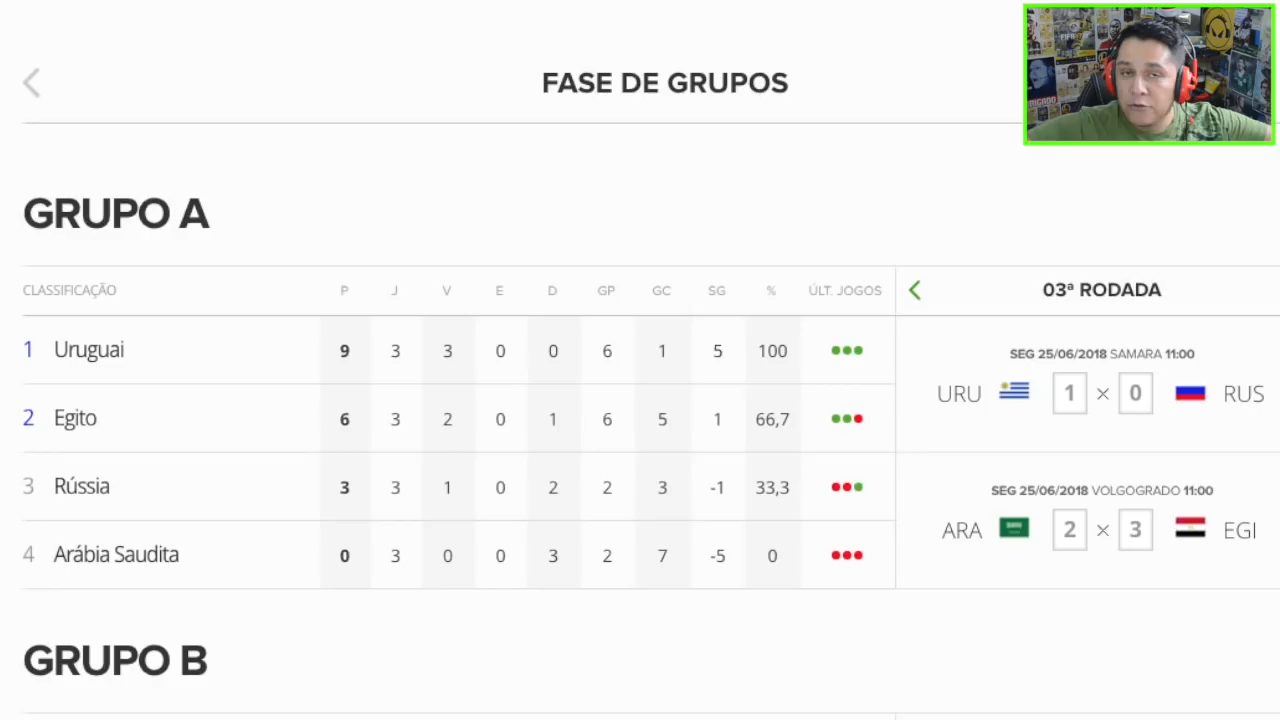 FASE DE GRUPOS
GRUPO A
CLASSIFICAÇÃO P J V E D GP GC SG % ÚLT. JOGOS
1 Uruguai 9 3 3 0 0 6 1 5 100
2 Egito 6 3 2 0 1 6 5 1 66,7
3 Rússia 3 3 1 0 2 2 3 -1 33,3
4 Arábia Saudita 0 3 0 0 3 2 7 -5 0
03ª RODADA
SEG 25/06/2018 SAMARA 11:00
URU 1 × 0 RUS
SEG 25/06/2018 VOLGOGRADO 11:00
ARA 2 × 3 EGI
GRUPO B